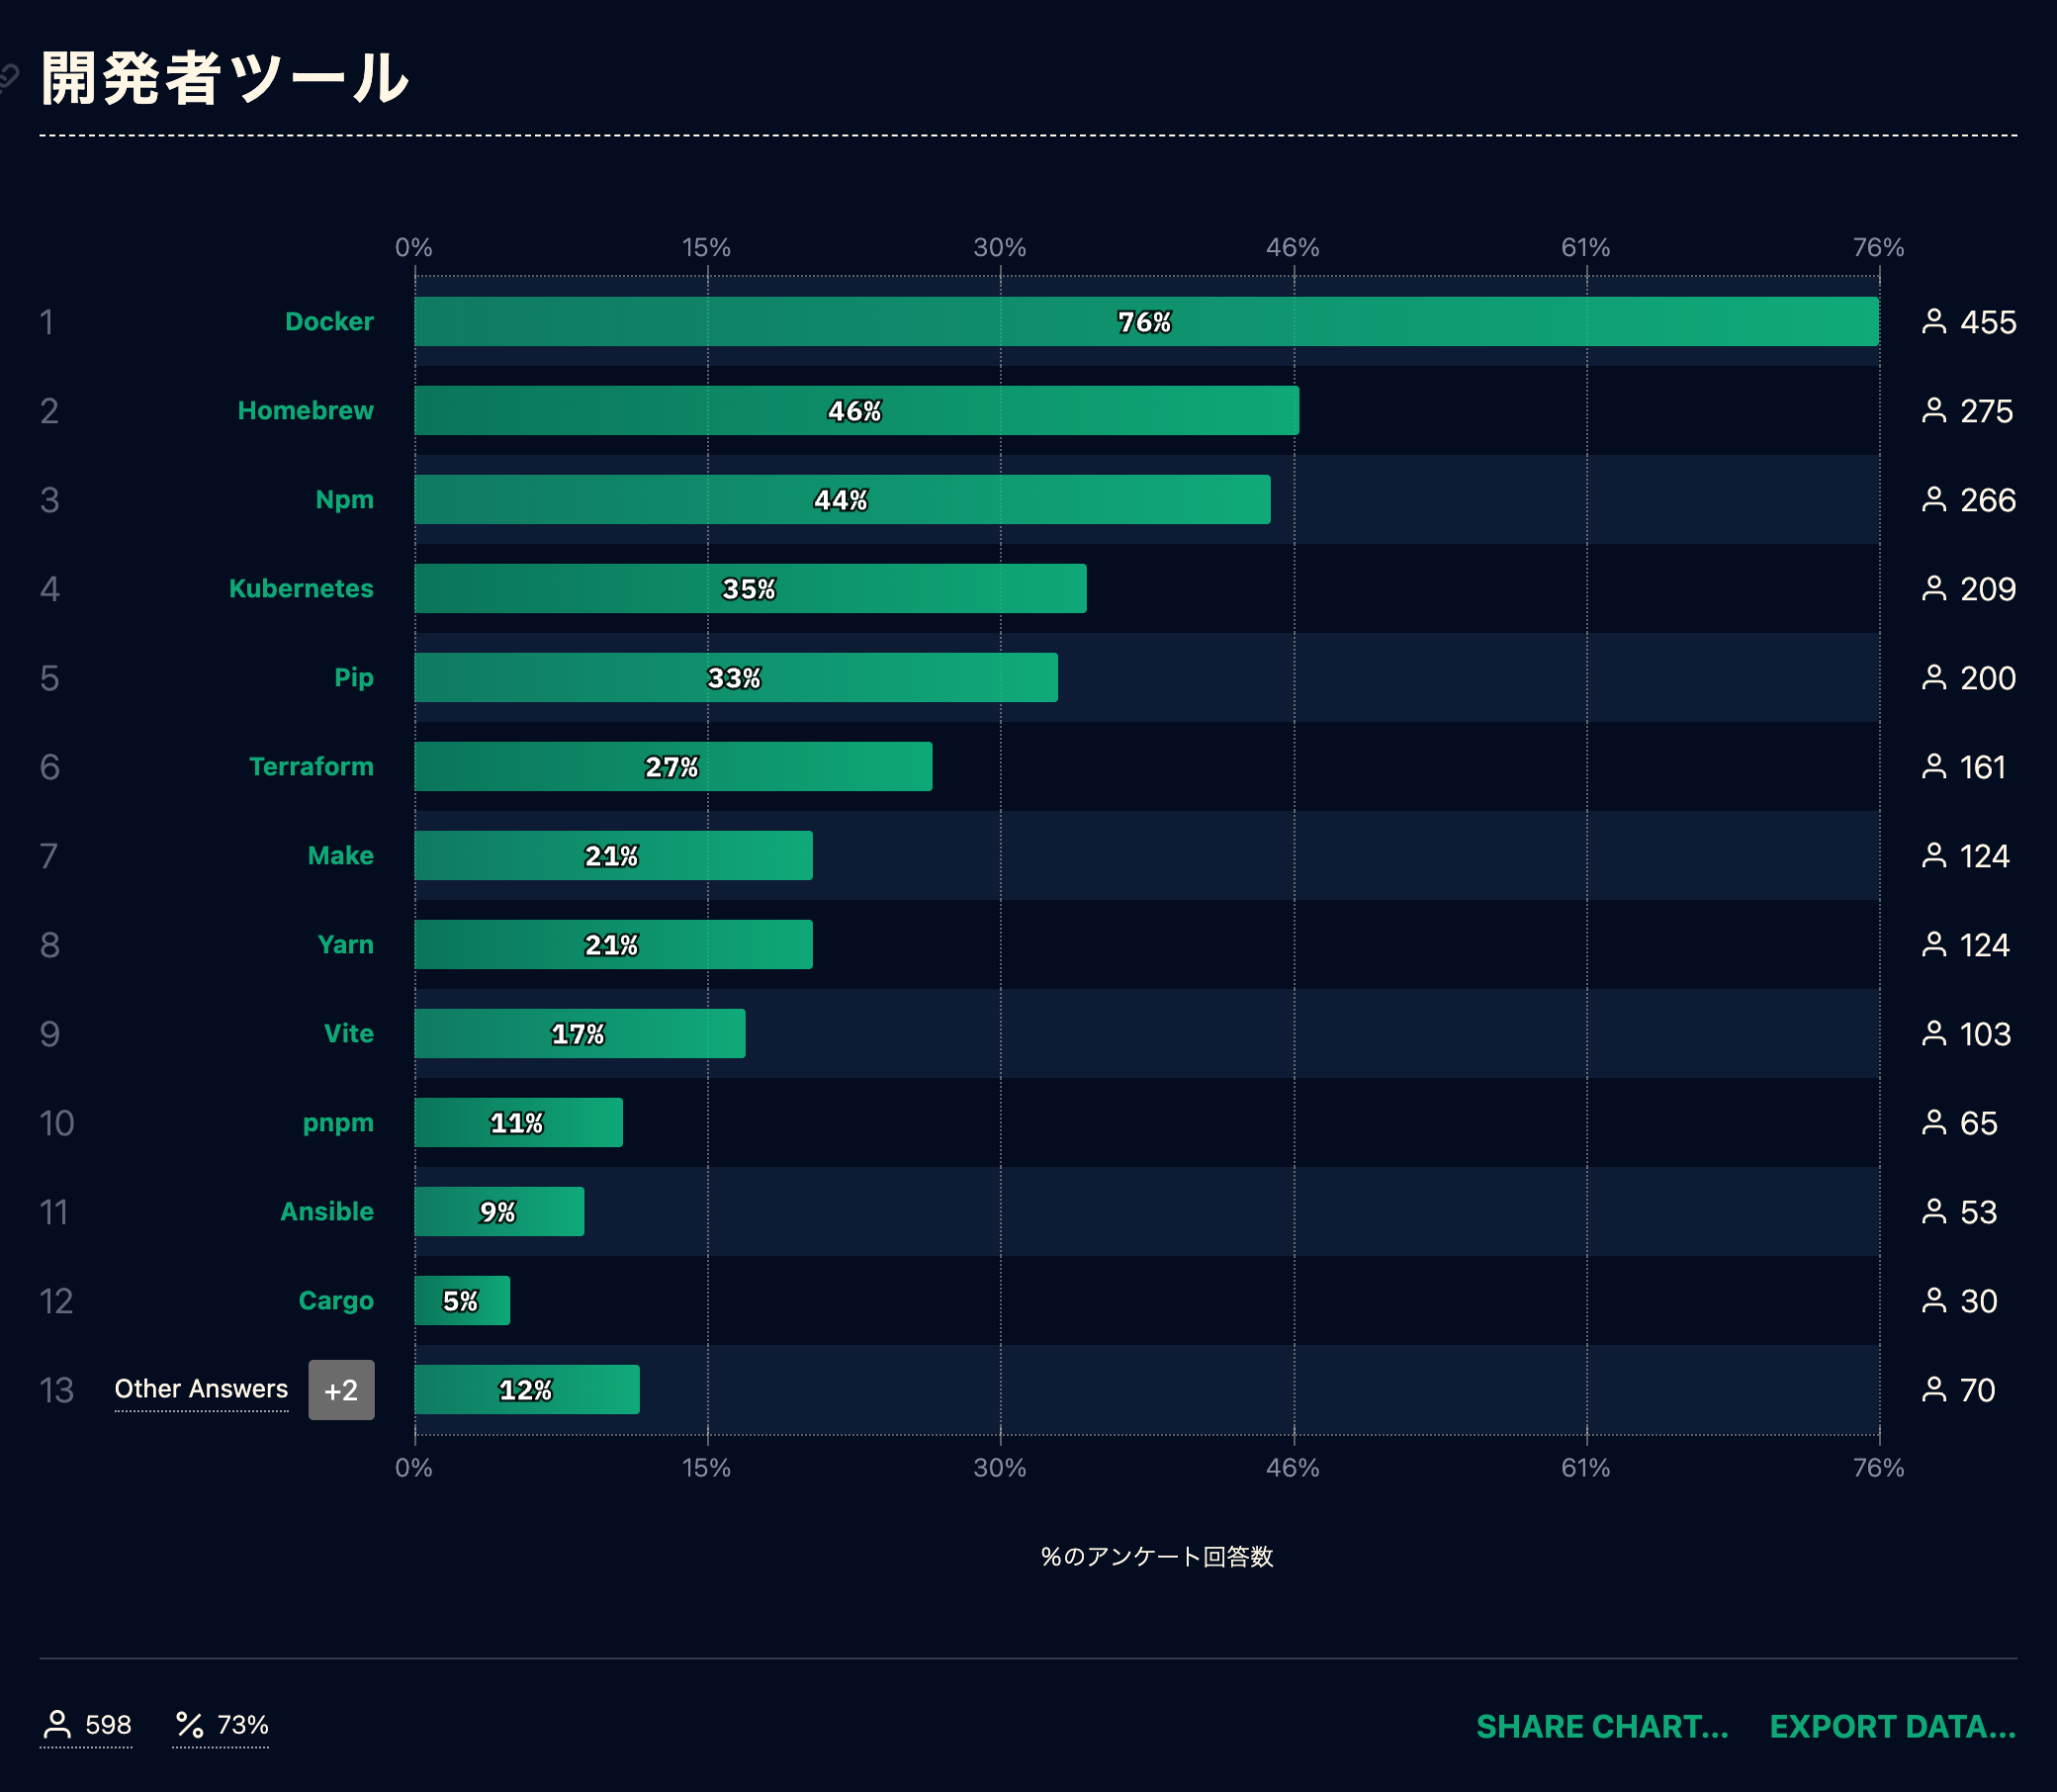 開発者ツール
0% 15% 30% 46% 61% 76%
1 Docker 76% 455
2 Homebrew 46% 275
3 Npm 44% 266
4 Kubernetes 35% 209
5 Pip 33% 200
6 Terraform 27% 161
7 Make 21% 124
8 Yarn 21% 124
9 Vite 17% 103
10 pnpm 11% 65
11 Ansible 9% 53
12 Cargo 5% 30
13 Other Answers +2 12% 70
0% 15% 30% 46% 61% 76%
%のアンケート回答数
598 % 73% SHARE CHART... EXPORT DATA...